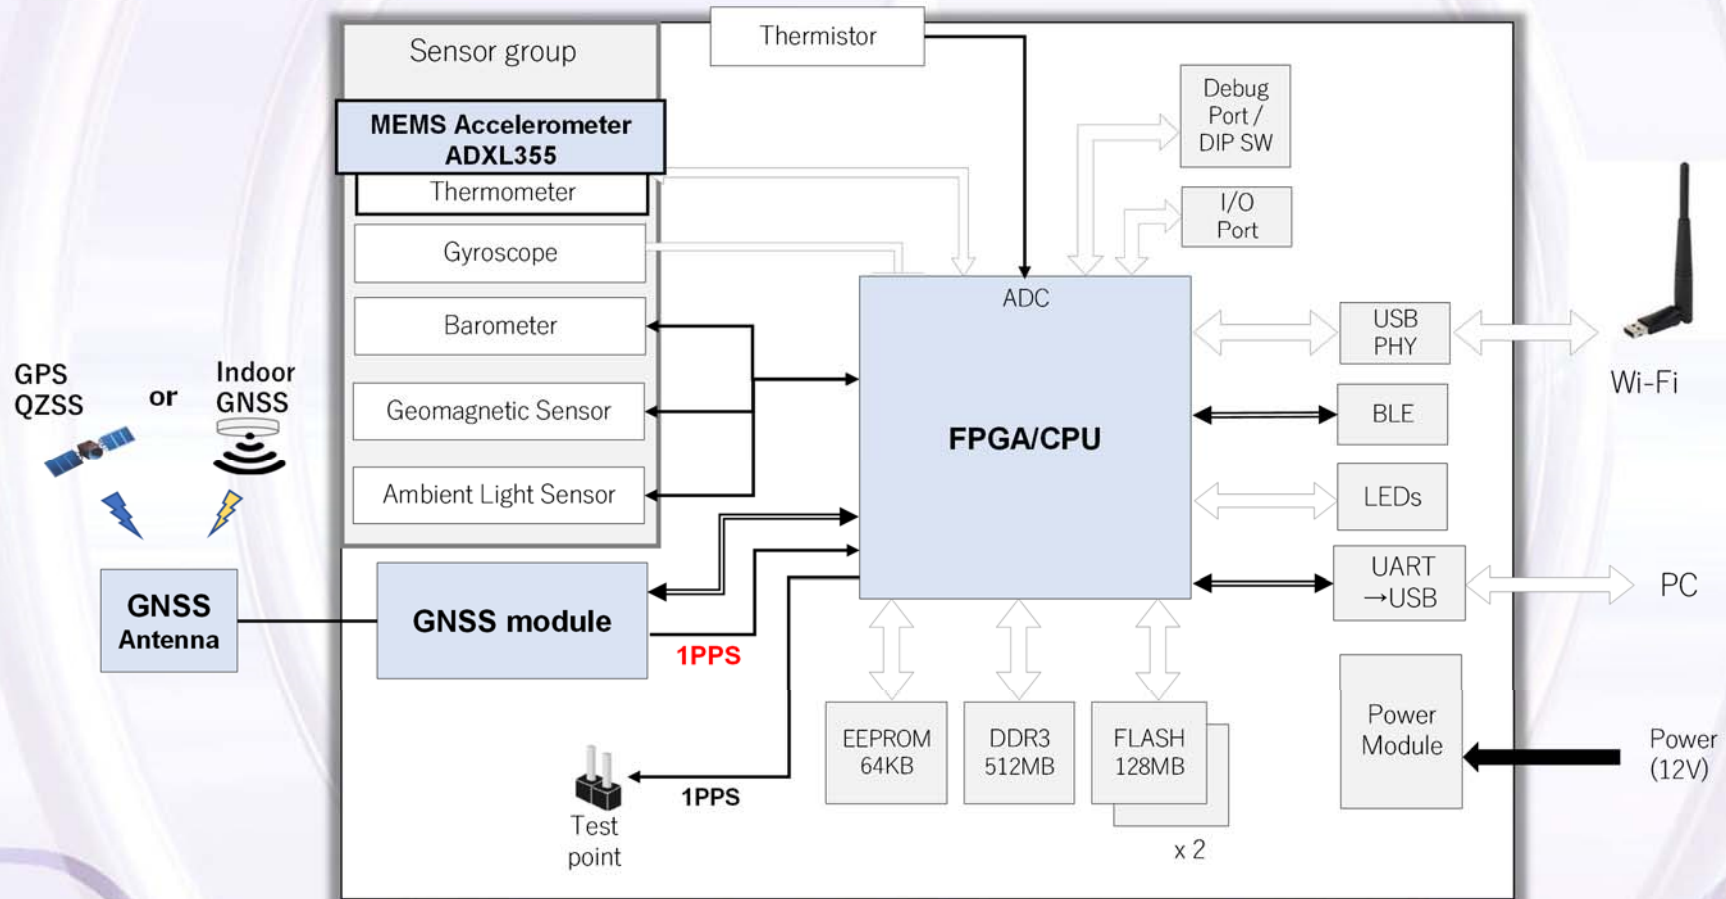 Sensor group
MEMS Accelerometer
ADXL355
Thermometer
Gyroscope
Barometer
Geomagnetic Sensor
Ambient Light Sensor
Thermistor
Debug
Port /
DIP SW
I/O
Port
ADC
FPGA/CPU
USB
PHY
Wi-Fi
BLE
LEDs
UART
→USB
PC
Power
Module
Power
(12V)
GPS
QZSS
or
Indoor
GNSS
GNSS
Antenna
GNSS module
1PPS
1PPS
Test
point
EEPROM
64KB
DDR3
512MB
FLASH
128MB
x 2